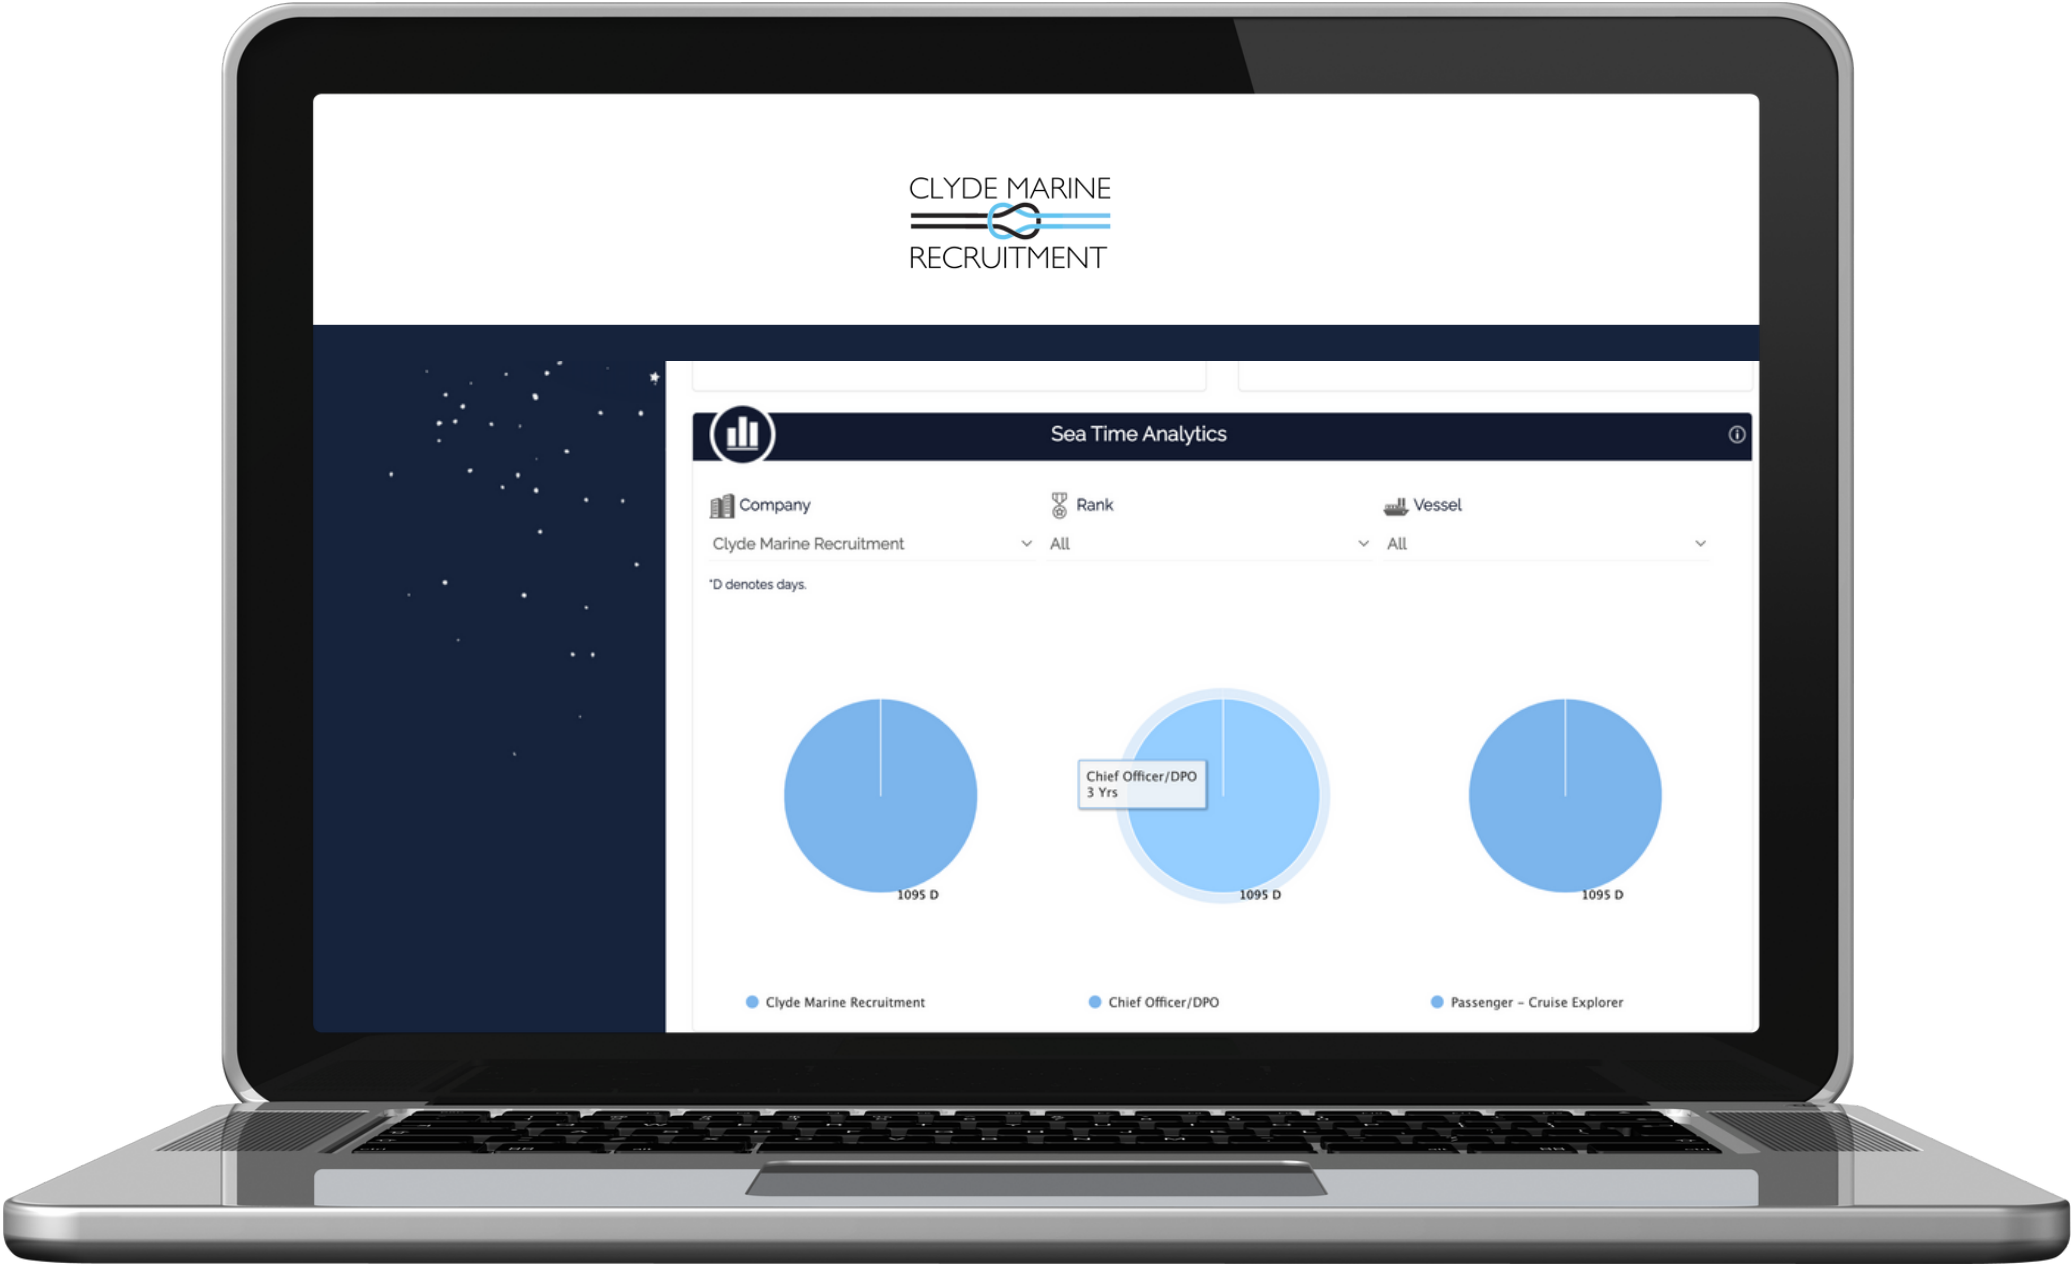 CLYDE MARINE
RECRUITMENT
Sea Time Analytics
Company
Rank
Vessel
Clyde Marine Recruitment
All
All
*D denotes days.
Chief Officer/DPO
3 Yrs
1095 D
1095 D
1095 D
Clyde Marine Recruitment
Chief Officer/DPO
Passenger – Cruise Explorer